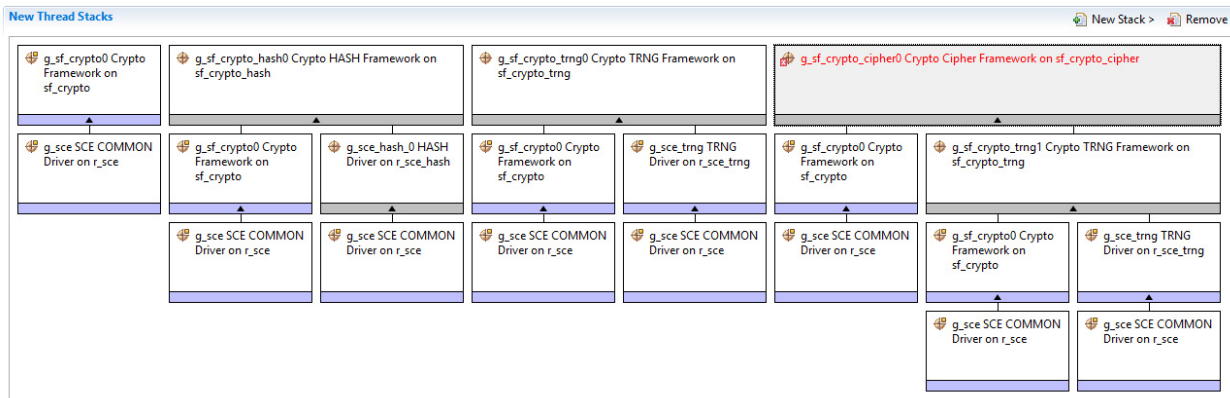 New Thread Stacks
New Stack >
Remove
g_sf_crypto0 Crypto
Framework on
sf_crypto
g_sf_crypto_hash0 Crypto HASH Framework on
sf_crypto_hash
g_sf_crypto_trng0 Crypto TRNG Framework on
sf_crypto_trng
g_sf_crypto_cipher0 Crypto Cipher Framework on sf_crypto_cipher
g_sce SCE COMMON
Driver on r_sce
g_sf_crypto0 Crypto
Framework on
sf_crypto
g_sce_hash_0 HASH
Driver on r_sce_hash
g_sf_crypto0 Crypto
Framework on
sf_crypto
g_sce_trng TRNG
Driver on r_sce_trng
g_sf_crypto0 Crypto
Framework on
sf_crypto
g_sf_crypto_trng1 Crypto TRNG Framework on
sf_crypto_trng
g_sce SCE COMMON
Driver on r_sce
g_sce SCE COMMON
Driver on r_sce
g_sce SCE COMMON
Driver on r_sce
g_sce SCE COMMON
Driver on r_sce
g_sce SCE COMMON
Driver on r_sce
g_sf_crypto0 Crypto
Framework on
sf_crypto
g_sce_trng TRNG
Driver on r_sce_trng
g_sce SCE COMMON
Driver on r_sce
g_sce SCE COMMON
Driver on r_sce